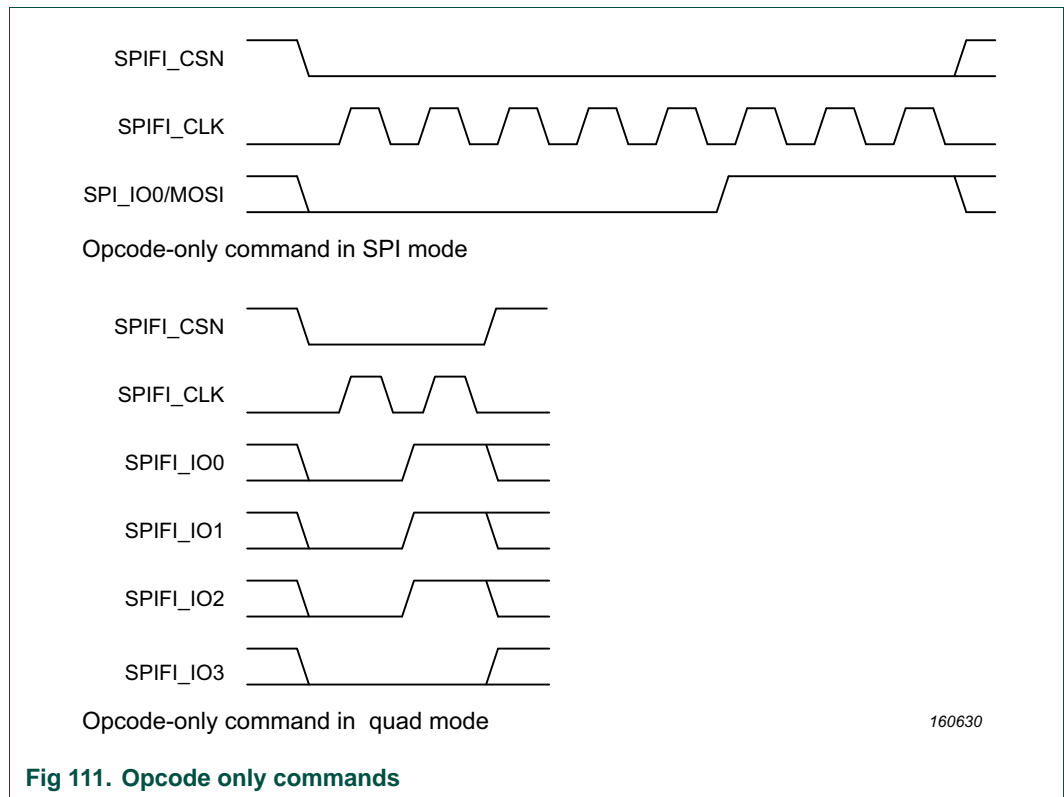 SPIFI_CSN
SPIFI_CLK
SPI_IO0/MOSI
Opcode-only command in SPI mode
SPIFI_CSN
SPIFI_CLK
SPIFI_IO0
SPIFI_IO1
SPIFI_IO2
SPIFI_IO3
Opcode-only command in quad mode
160630
Fig 111. Opcode only commands